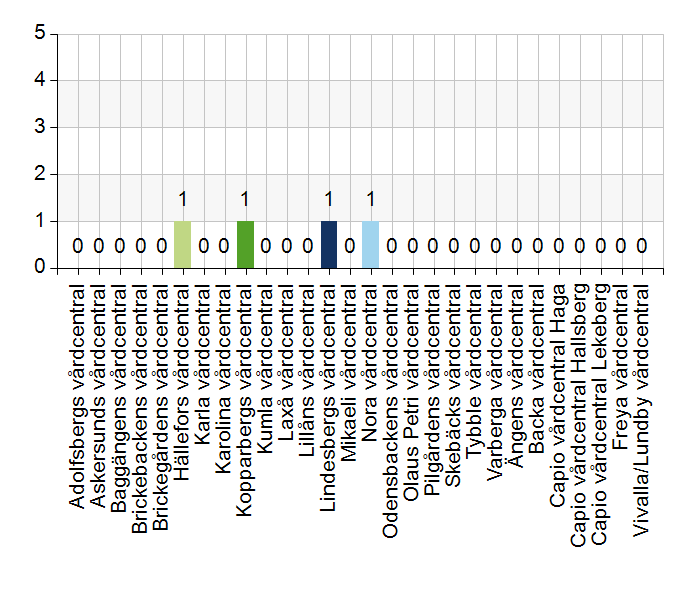 5
4
3
2
1
0
0 0 0 0 0 1 0 0 1 0 0 0 1 0 1 0 0 0 0 0 0 0 0 0 0 0 0 0
Adolfsbergs vårdcentral
Askersunds vårdcentral
Baggängens vårdcentral
Brickebackens vårdcentral
Brickegårdens vårdcentral
Hällefors vårdcentral
Karla vårdcentral
Karolina vårdcentral
Kopparbergs vårdcentral
Kumla vårdcentral
Laxå vårdcentral
Lillåns vårdcentral
Lindesbergs vårdcentral
Mikaeli vårdcentral
Nora vårdcentral
Odensbackens vårdcentral
Olaus Petri vårdcentral
Pilgårdens vårdcentral
Skebäcks vårdcentral
Tybble vårdcentral
Varberga vårdcentral
Ängens vårdcentral
Backa vårdcentral
Capio vårdcentral Haga
Capio vårdcentral Hallsberg
Capio vårdcentral Lekeberg
Freya vårdcentral
Vivalla/Lundby vårdcentral